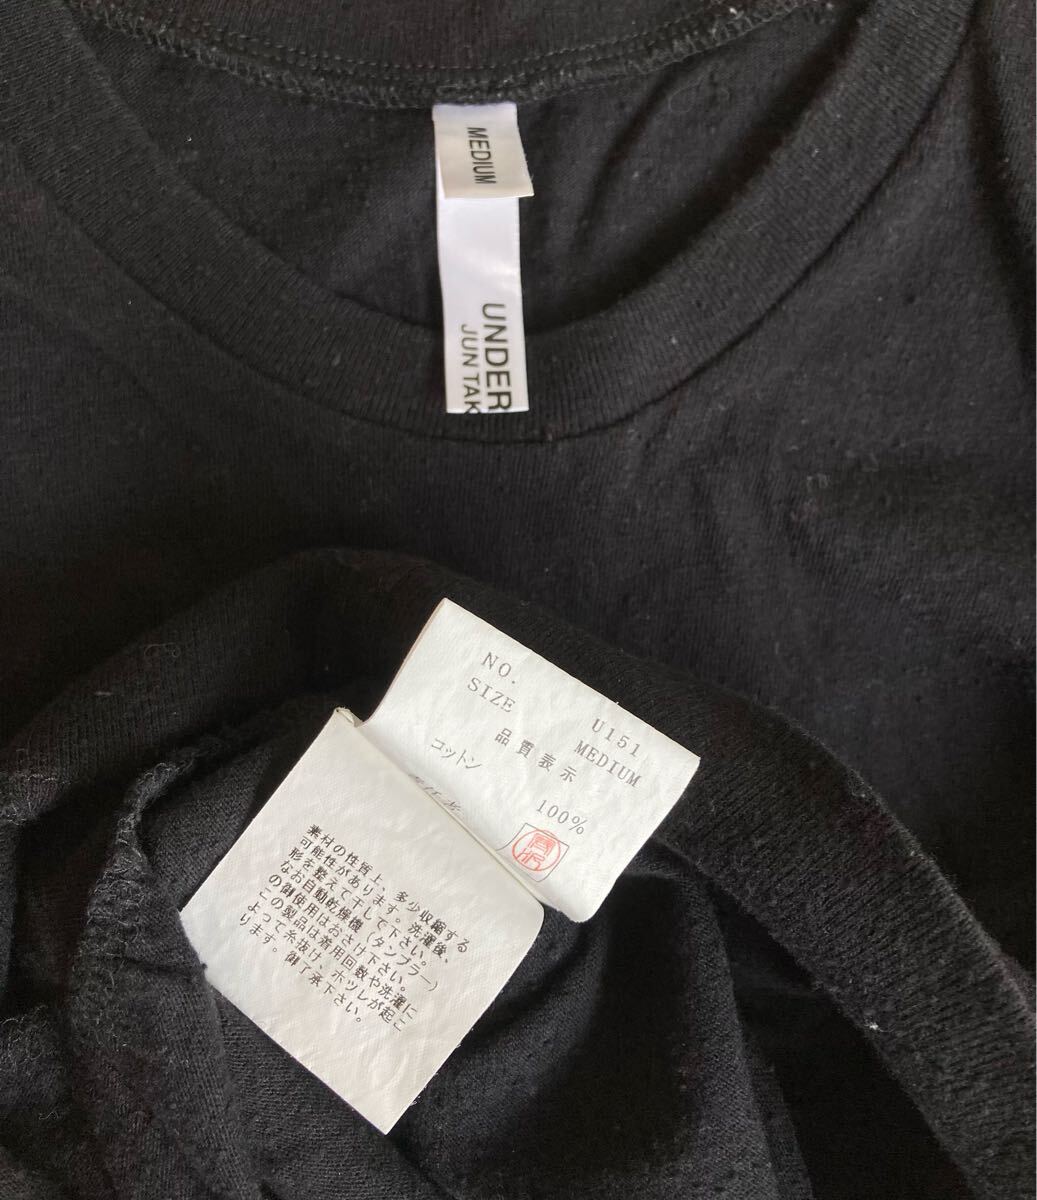 MEDIUM
UNDER
JUN TAK
NO. U151
SIZE MEDIUM
品質表示
コットン 100%
素材の性質上、多少収縮する
可能性があります。洗濯後、
形を整えて干して下さい。
なお自動乾燥機(タンブラー)
の御使用はおさけ下さい。
この製品は着用回数や洗濯に
よって糸抜け、ホツレが起こ
ります。御了承下さい。